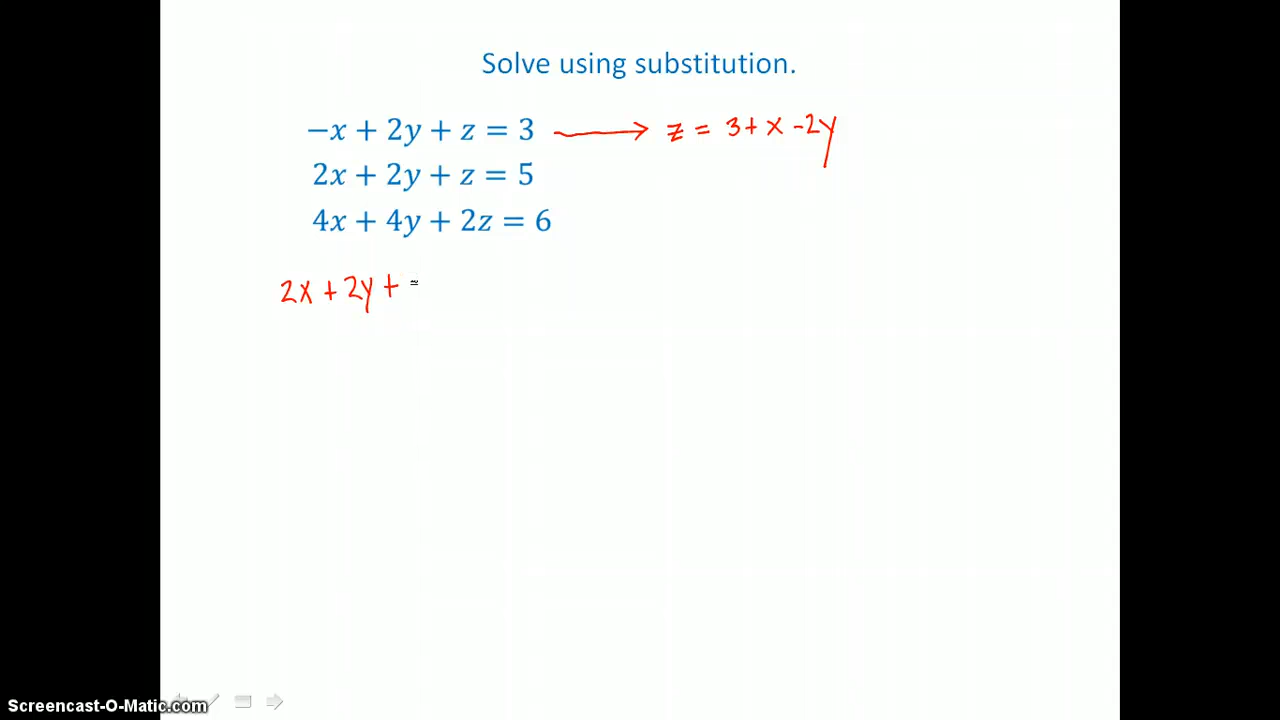 Solve using substitution.
−x + 2y + z = 3 → z = 3 + x - 2y
2x + 2y + z = 5
4x + 4y + 2z = 6
2x + 2y +
Screencast-O-Matic.com